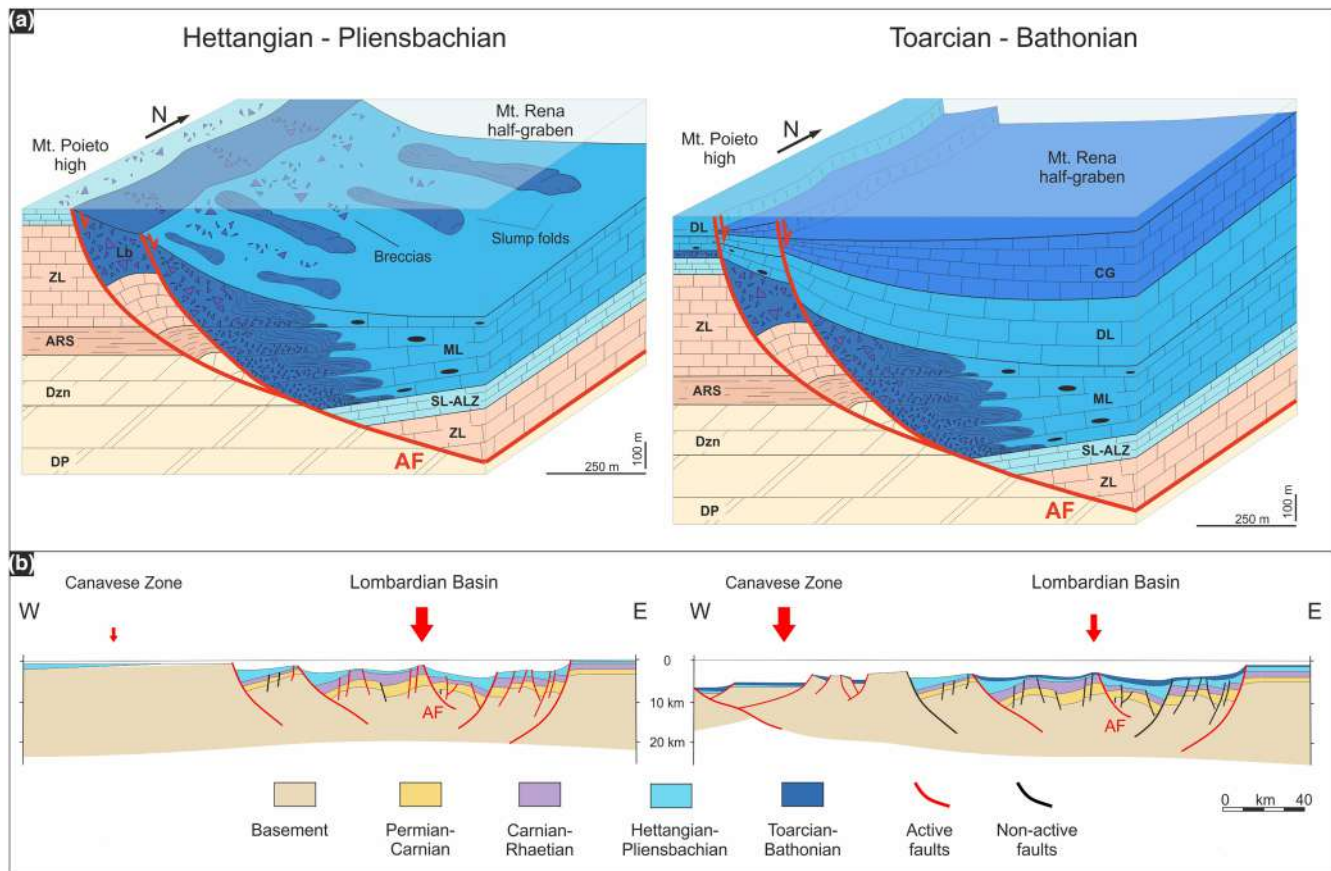 (a)
Hettangian - Pliensbachian
Toarcian - Bathonian
N
Mt. Poieto
high
Mt. Rena
half-graben
Slump folds
Breccias
Lb
ZL
ARS
Dzn
DP
ML
SL-ALZ
ZL
AF
250 m
100 m
N
Mt. Poieto
high
Mt. Rena
half-graben
DL
CG
DL
ZL
ARS
ML
Dzn
SL-ALZ
ZL
DP
AF
250 m
100 m
(b)
Canavese Zone
Lombardian Basin
W
E
AF
0
10 km
20 km
Canavese Zone
Lombardian Basin
W
E
AF
Basement
Permian-
Carnian
Carnian-
Rhaetian
Hettangian-
Pliensbachian
Toarcian-
Bathonian
Active
faults
Non-active
faults
0 km 40